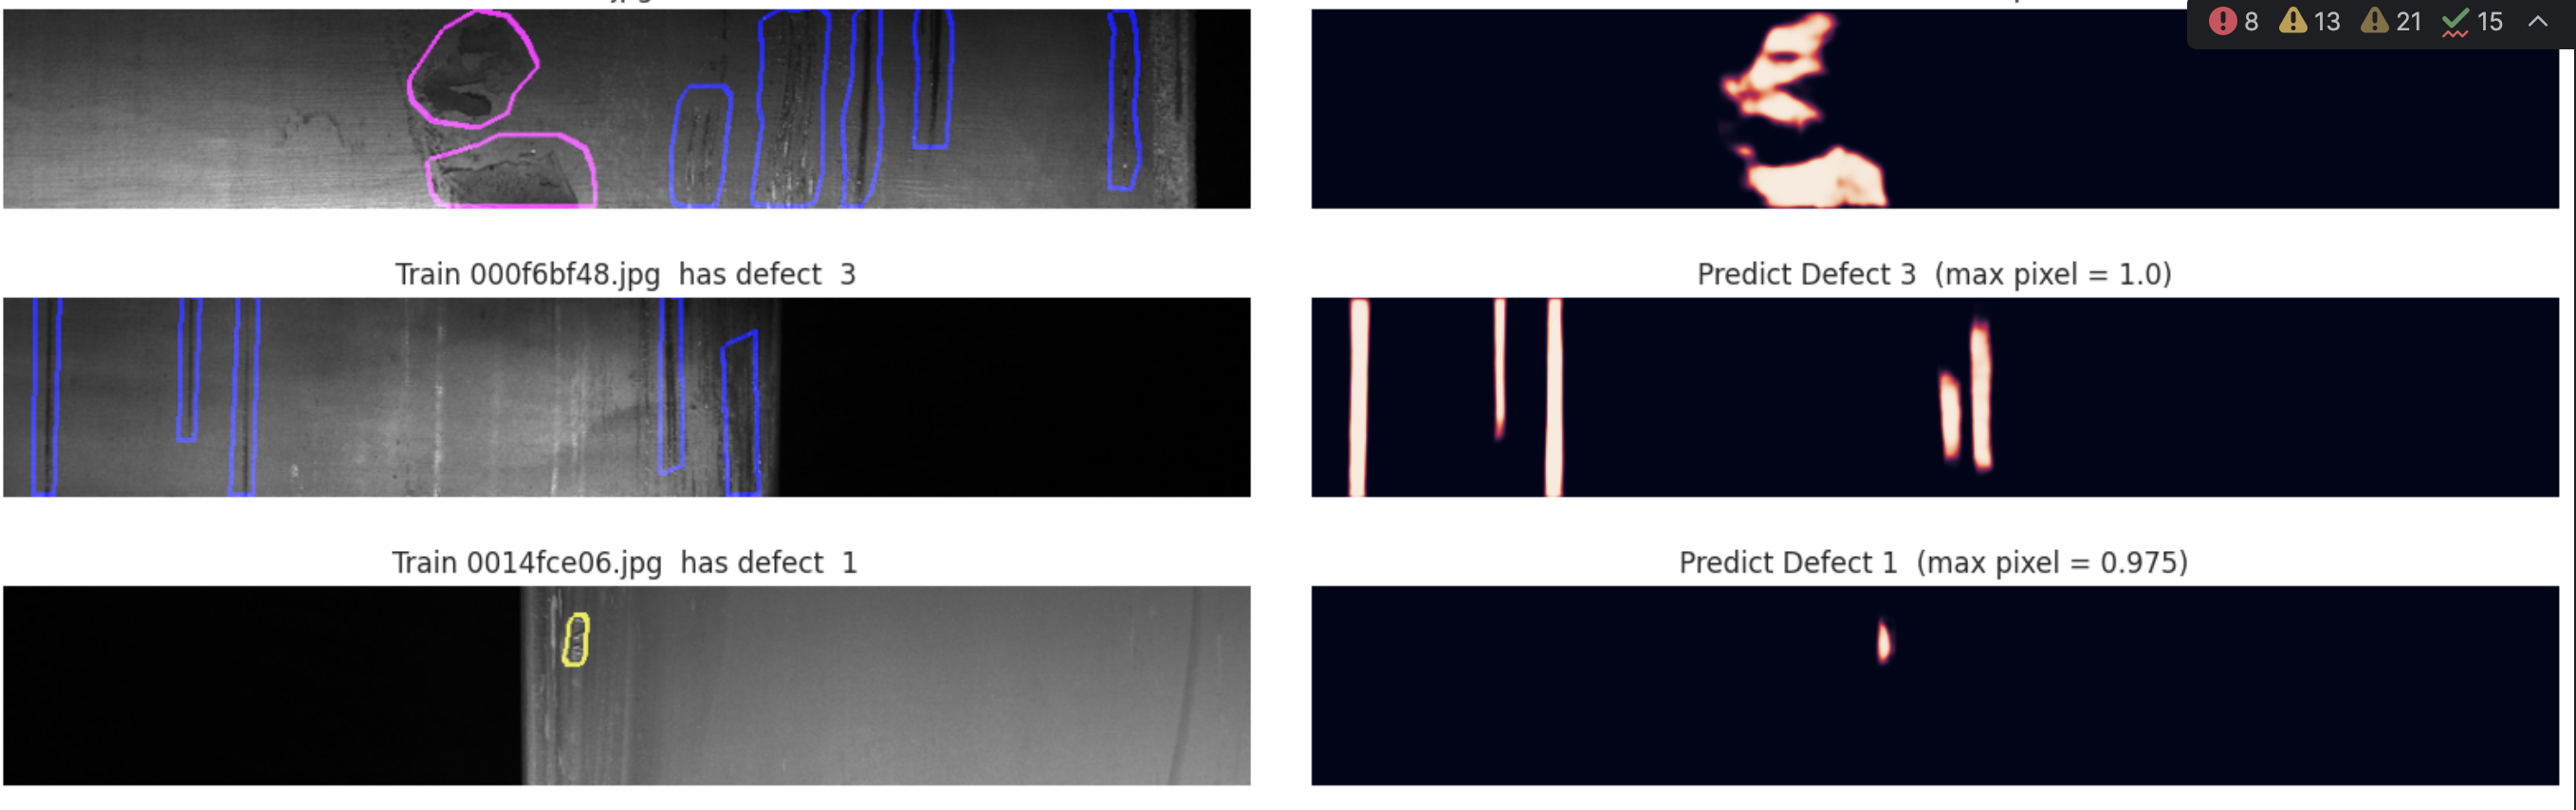 8 13 21 15
Train 000f6bf48.jpg has defect 3
Predict Defect 3 (max pixel = 1.0)
Train 0014fce06.jpg has defect 1
Predict Defect 1 (max pixel = 0.975)